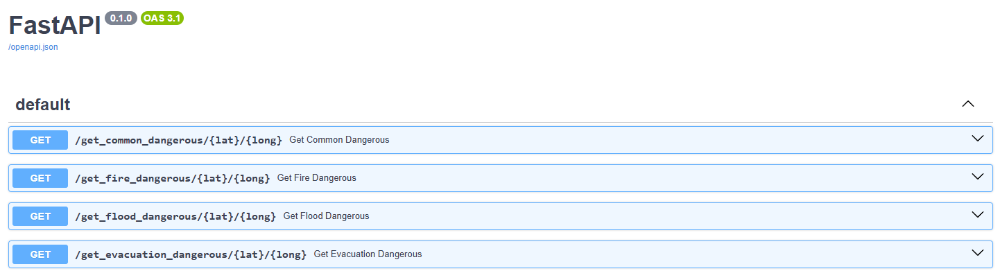 FastAPI 0.1.0 OAS 3.1
/openapi.json
default
GET /get_common_dangerous/{lat}/{long} Get Common Dangerous
GET /get_fire_dangerous/{lat}/{long} Get Fire Dangerous
GET /get_flood_dangerous/{lat}/{long} Get Flood Dangerous
GET /get_evacuation_dangerous/{lat}/{long} Get Evacuation Dangerous